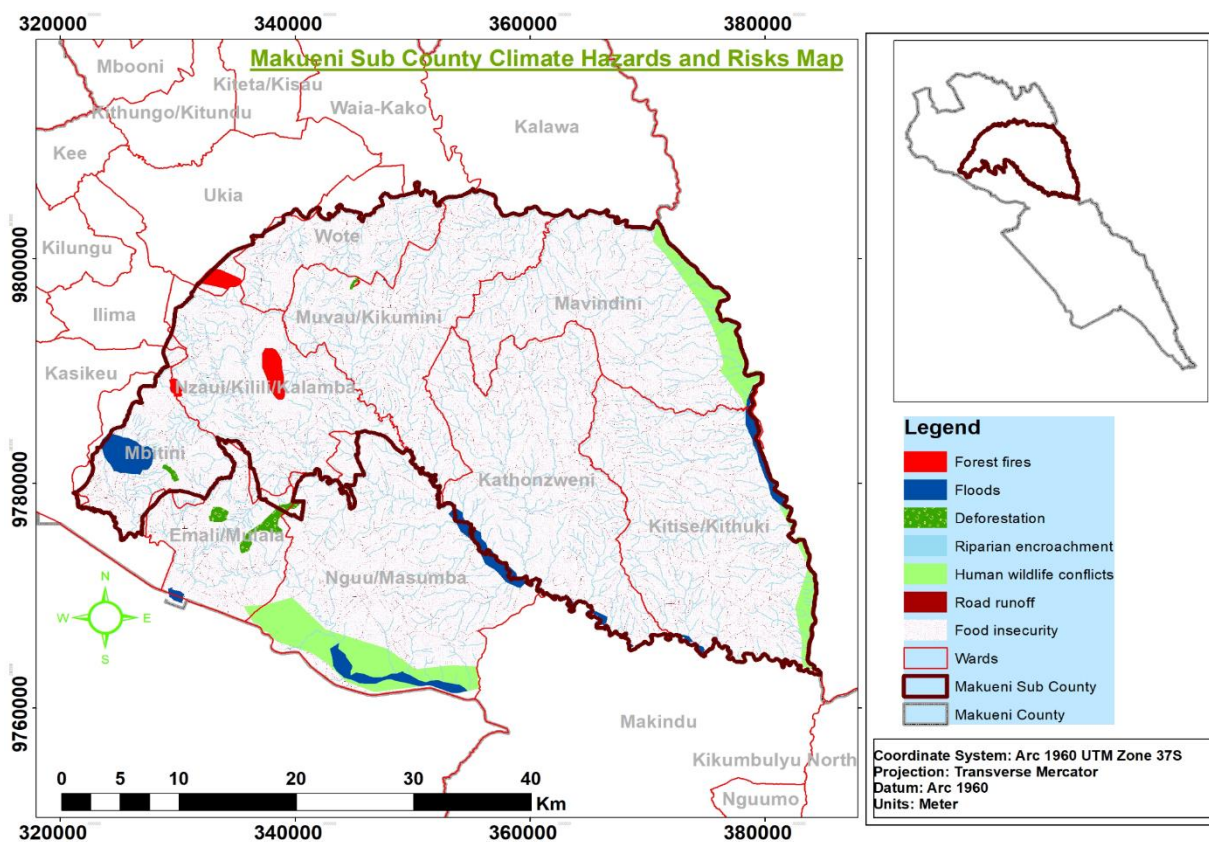 320000 340000 360000 380000
Makueni Sub County Climate Hazards and Risks Map
Mbooni
Kiteta/Kisau
Kithungo/Kitundu
Waia-Kako
Kalawa
Kee
Ukia
Kilungu
Wote
Ilima
Mavindini
Muvau/Kikumini
Kasikeu
Nzaui/Kilili/Kalamba
Mbitini
Kathonzweni
Kitise/Kithuki
Emali/Mulala
Nguu/Masumba
Makindu
Kikumbulyu North
Nguumo
9800000
9780000
9760000
N
W E
S
0 5 10 20 30 40
Km
320000 340000 360000 380000
Legend
Forest fires
Floods
Deforestation
Riparian encroachment
Human wildlife conflicts
Road runoff
Food insecurity
Wards
Makueni Sub County
Makueni County
Coordinate System: Arc 1960 UTM Zone 37S
Projection: Transverse Mercator
Datum: Arc 1960
Units: Meter